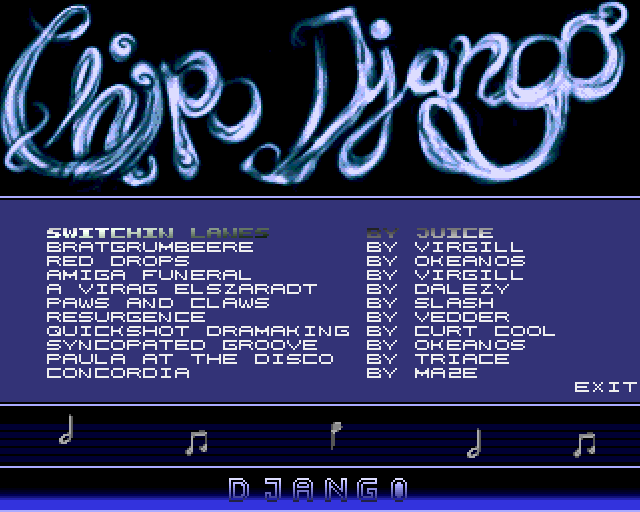 Chip Django
SWITCHIN LANES BY JUICE
BRATGRUMBEERE BY VIRGILL
RED DROPS BY OKEANOS
AMIGA FUNERAL BY VIRGILL
A VIRAG ELSZARADT BY DALEZY
PAWS AND CLAWS BY SLASH
RESURGENCE BY VEDDER
QUICKSHOT DRAMAKING BY CURT COOL
SYNCOPATED GROOVE BY OKEANOS
PAULA AT THE DISCO BY TRIACE
CONCORDIA BY MAZE
EXIT
DJANGO